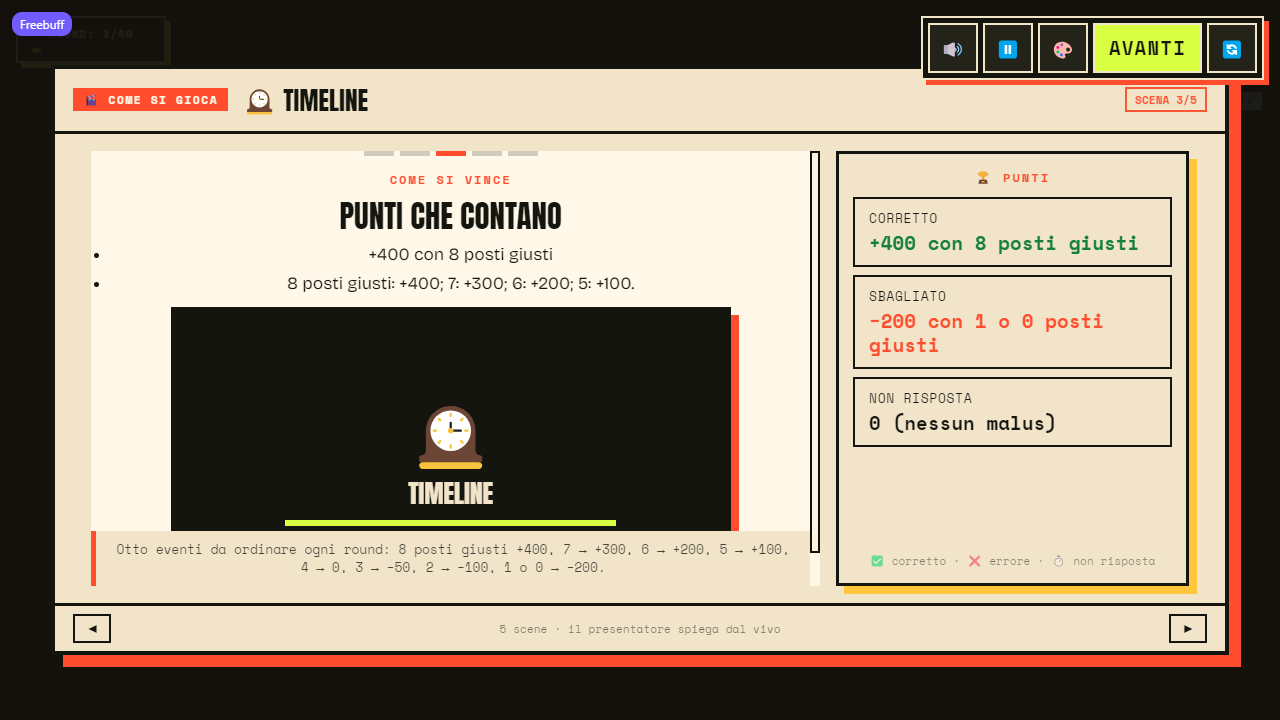 Freebuff
AVANTI
COME SI GIOCA
TIMELINE
SCENA 3/5
COME SI VINCE
PUNTI CHE CONTANO
+400 con 8 posti giusti
8 posti giusti: +400; 7: +300; 6: +200; 5: +100.
TIMELINE
Otto eventi da ordinare ogni round: 8 posti giusti +400, 7 → +300, 6 → +200, 5 → +100,
4 → 0, 3 → -50, 2 → -100, 1 o 0 → -200.
PUNTI
CORRETTO
+400 con 8 posti giusti
SBAGLIATO
-200 con 1 o 0 posti
giusti
NON RISPOSTA
0 (nessun malus)
✅ corretto · ❌ errore · ⏱ non risposta
◄
5 scene · il presentatore spiega dal vivo
►